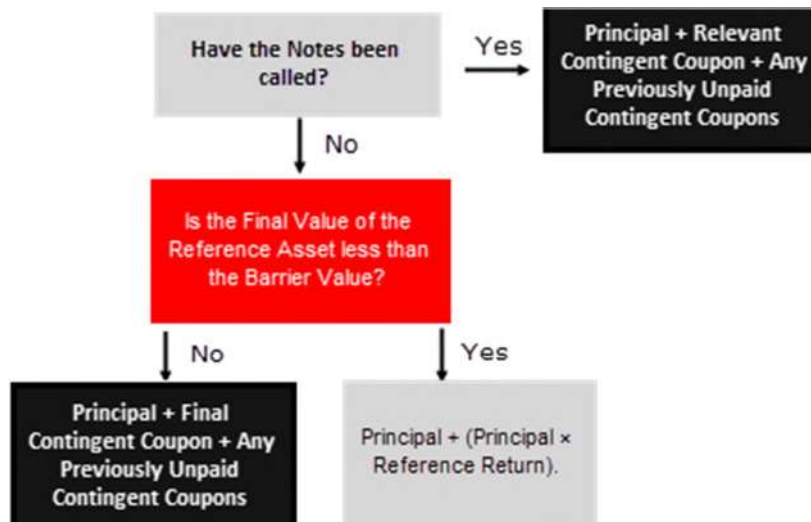 Have the Notes been
called?
Yes
Principal + Relevant
Contingent Coupon + Any
Previously Unpaid
Contingent Coupons
No
Is the Final Value of the
Reference Asset less than
the Barrier Value?
No
Yes
Principal + Final
Contingent Coupon + Any
Previously Unpaid
Contingent Coupons
Principal + (Principal ×
Reference Return).